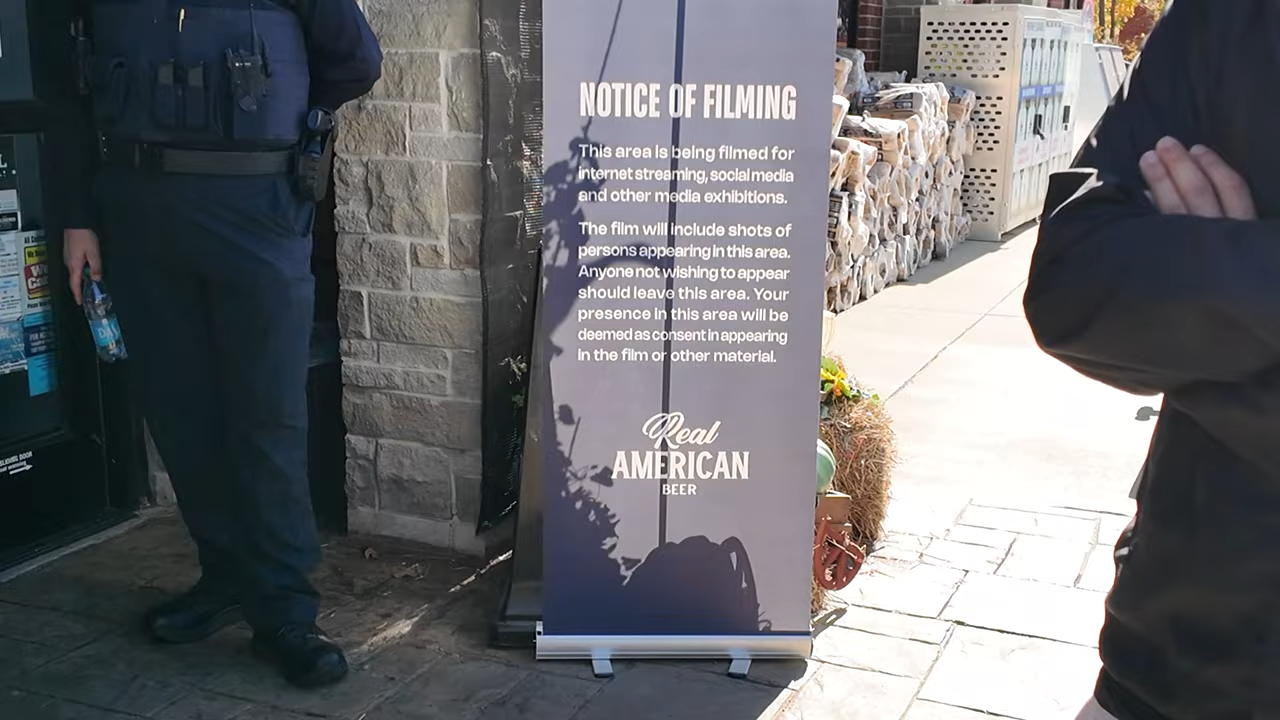 NOTICE OF FILMING
This area is being filmed for
internet streaming, social media
and other media exhibitions.
The film will include shots of
persons appearing in this area.
Anyone not wishing to appear
should leave this area. Your
presence in this area will be
deemed as consent in appearing
in the film or other material.
Real
AMERICAN
BEER